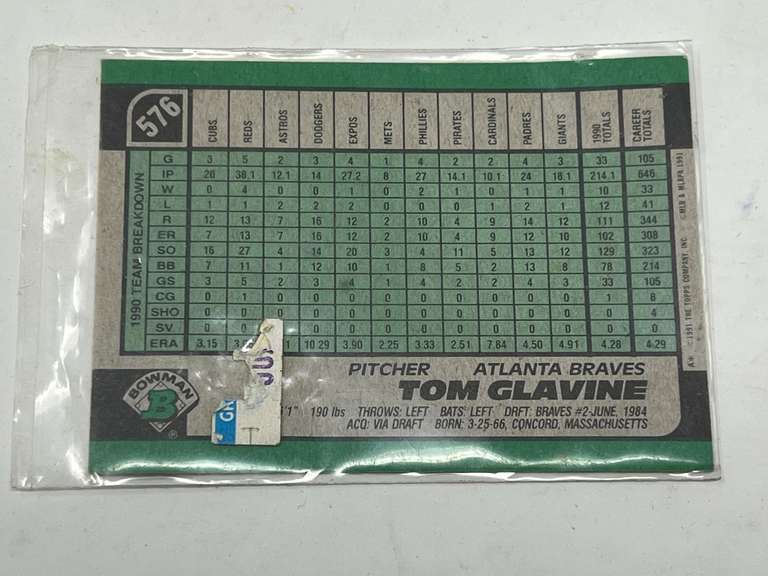 576
CUBS REDS ASTROS DODGERS EXPOS METS PHILLIES PIRATES CARDINALS PADRES GIANTS 1990 TOTALS CAREER TOTALS
1990 TEAM BREAKDOWN
G 3 5 2 3 4 1 4 2 2 4 3 33 105
IP 20 38.1 12.1 14 27.2 8 27 14.1 10.1 24 18.1 214.1 646
W 0 4 0 0 1 0 2 1 0 2 0 10 33
L 1 0 1 2 0 1 2 0 2 1 2 12 41
R 12 13 7 16 12 2 10 4 9 14 12 111 344
ER 7 13 7 16 12 2 10 4 9 12 10 102 308
SO 16 27 4 14 20 2 11 5 4 13 12 129 323
BB 7 11 1 12 10 1 8 5 2 13 8 78 214
GS 3 5 2 3 4 1 4 2 2 4 3 33 105
CG 0 1 0 0 0 0 0 0 0 0 0 1 8
SHO 0 0 0 0 0 0 0 0 0 0 4
SV 0 0 0 0 0 0 0 0 0 0 0
ERA 3.15 10.29 3.90 2.25 3.33 2.51 7.84 4.50 4.91 4.28 4.29
©MLB & MLBPA 1991
©1991 THE TOPPS COMPANY, INC.
PITCHER ATLANTA BRAVES
TOM GLAVINE
BOWMAN
B
®
1" 190 lbs THROWS: LEFT BATS: LEFT DRFT: BRAVES #2-JUNE, 1984
ACQ: VIA DRAFT BORN: 3-25-66, CONCORD, MASSACHUSETTS